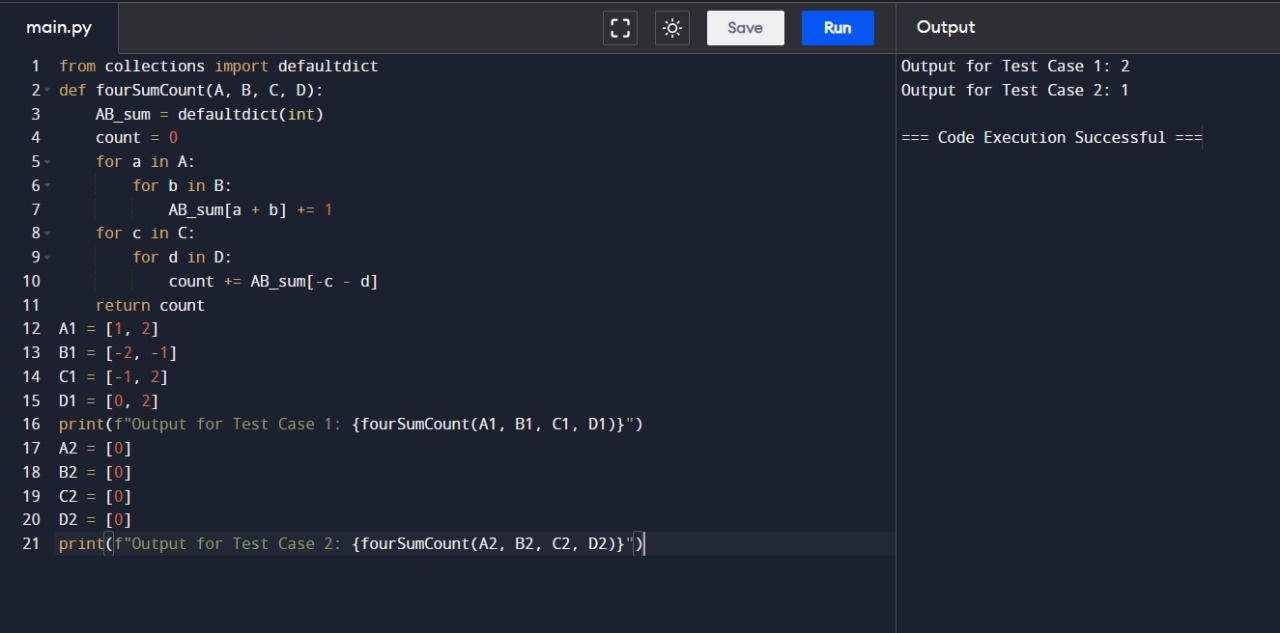 main.py
Save
Run
Output
1 from collections import defaultdict
2 def fourSumCount(A, B, C, D):
3     AB_sum = defaultdict(int)
4     count = 0
5     for a in A:
6         for b in B:
7             AB_sum[a + b] += 1
8     for c in C:
9         for d in D:
10             count += AB_sum[-c - d]
11     return count
12 A1 = [1, 2]
13 B1 = [-2, -1]
14 C1 = [-1, 2]
15 D1 = [0, 2]
16 print(f"Output for Test Case 1: {fourSumCount(A1, B1, C1, D1)}")
17 A2 = [0]
18 B2 = [0]
19 C2 = [0]
20 D2 = [0]
21 print(f"Output for Test Case 2: {fourSumCount(A2, B2, C2, D2)}")
Output for Test Case 1: 2
Output for Test Case 2: 1
=== Code Execution Successful ===